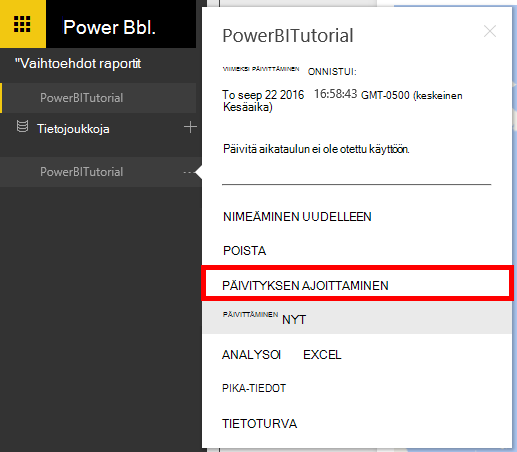 Power Bbl.
"Vaihtoehdot raportit
PowerBITutorial
Tietojoukkoja
PowerBITutorial
PowerBITutorial
VIIMEKSI PÄIVITTÄMINEN ONNISTUI:
To seep 22 2016 16:58:43 GMT-0500 (keskeinen
Kesäaika)
Päivitä aikataulun ei ole otettu käyttöön.
NIMEÄMINEN UUDELLEEN
POISTA
PÄIVITYKSEN AJOITTAMINEN
PÄIVITTÄMINEN NYT
ANALYSOI EXCEL
PIKA-TIEDOT
TIETOTURVA